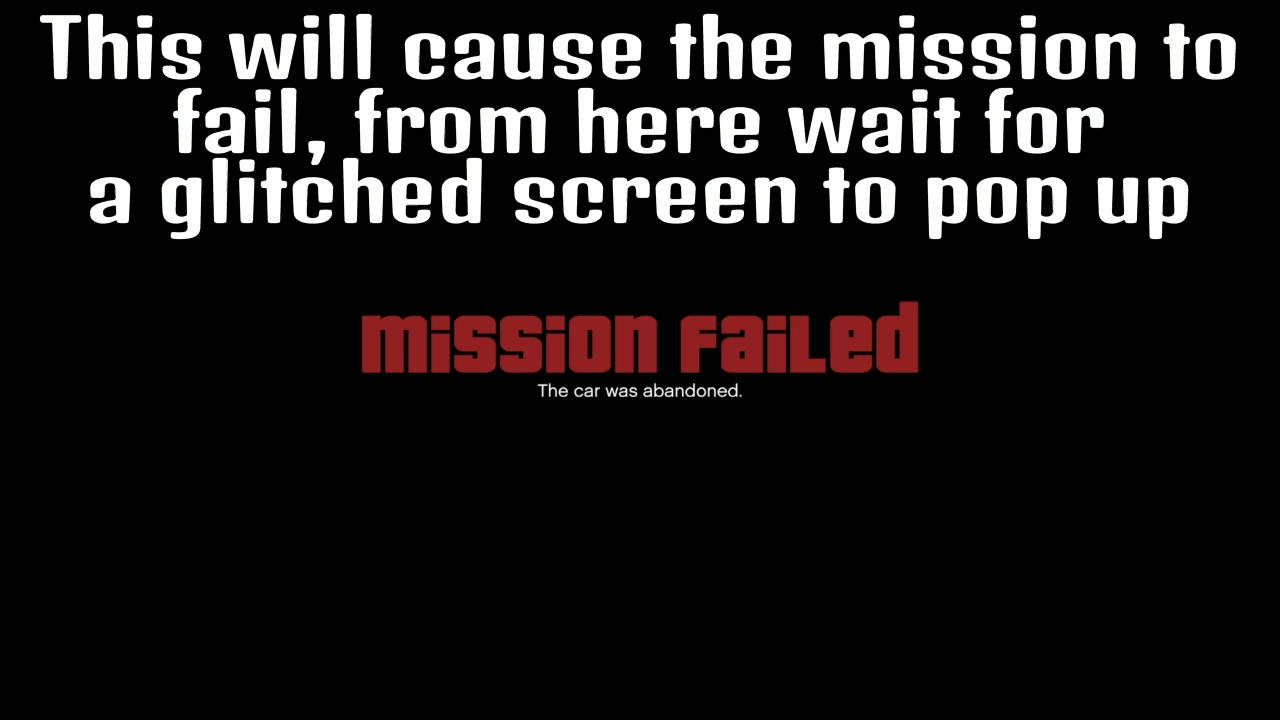 This will cause the mission to
fail, from here wait for
a glitched screen to pop up
mission failed
The car was abandoned.